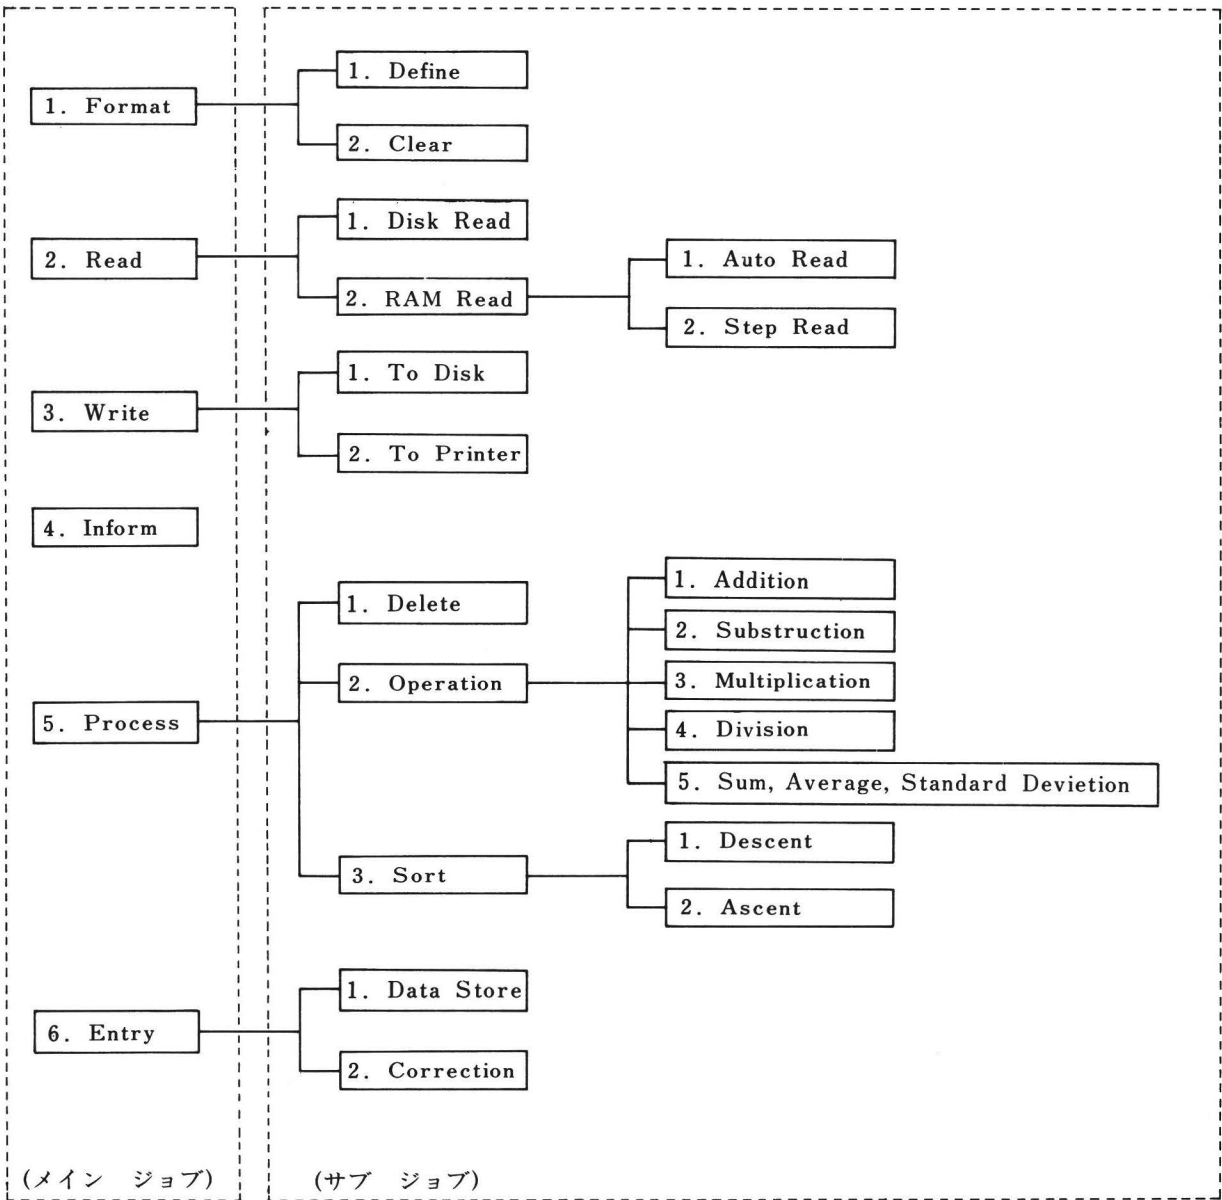 1. Format
1. Define
2. Clear
2. Read
1. Disk Read
2. RAM Read
1. Auto Read
2. Step Read
3. Write
1. To Disk
2. To Printer
4. Inform
5. Process
1. Delete
2. Operation
1. Addition
2. Substruction
3. Multiplication
4. Division
5. Sum, Average, Standard Devietion
3. Sort
1. Descent
2. Ascent
6. Entry
1. Data Store
2. Correction
(メイン ジョブ)
(サブ ジョブ)